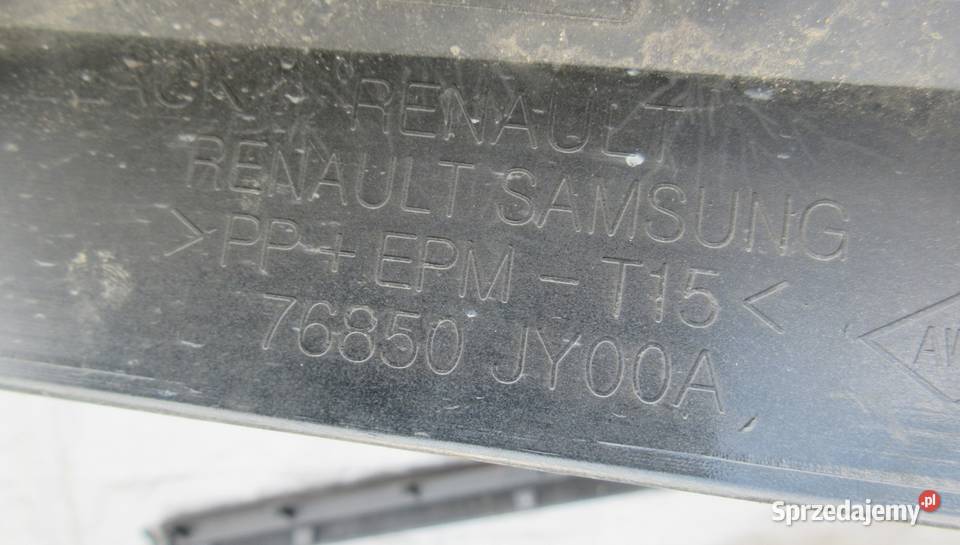 RENAULT
RENAULT SAMSUNG
>PP+EPM-T15<
76850 JY00A
Sprzedajemy.pl